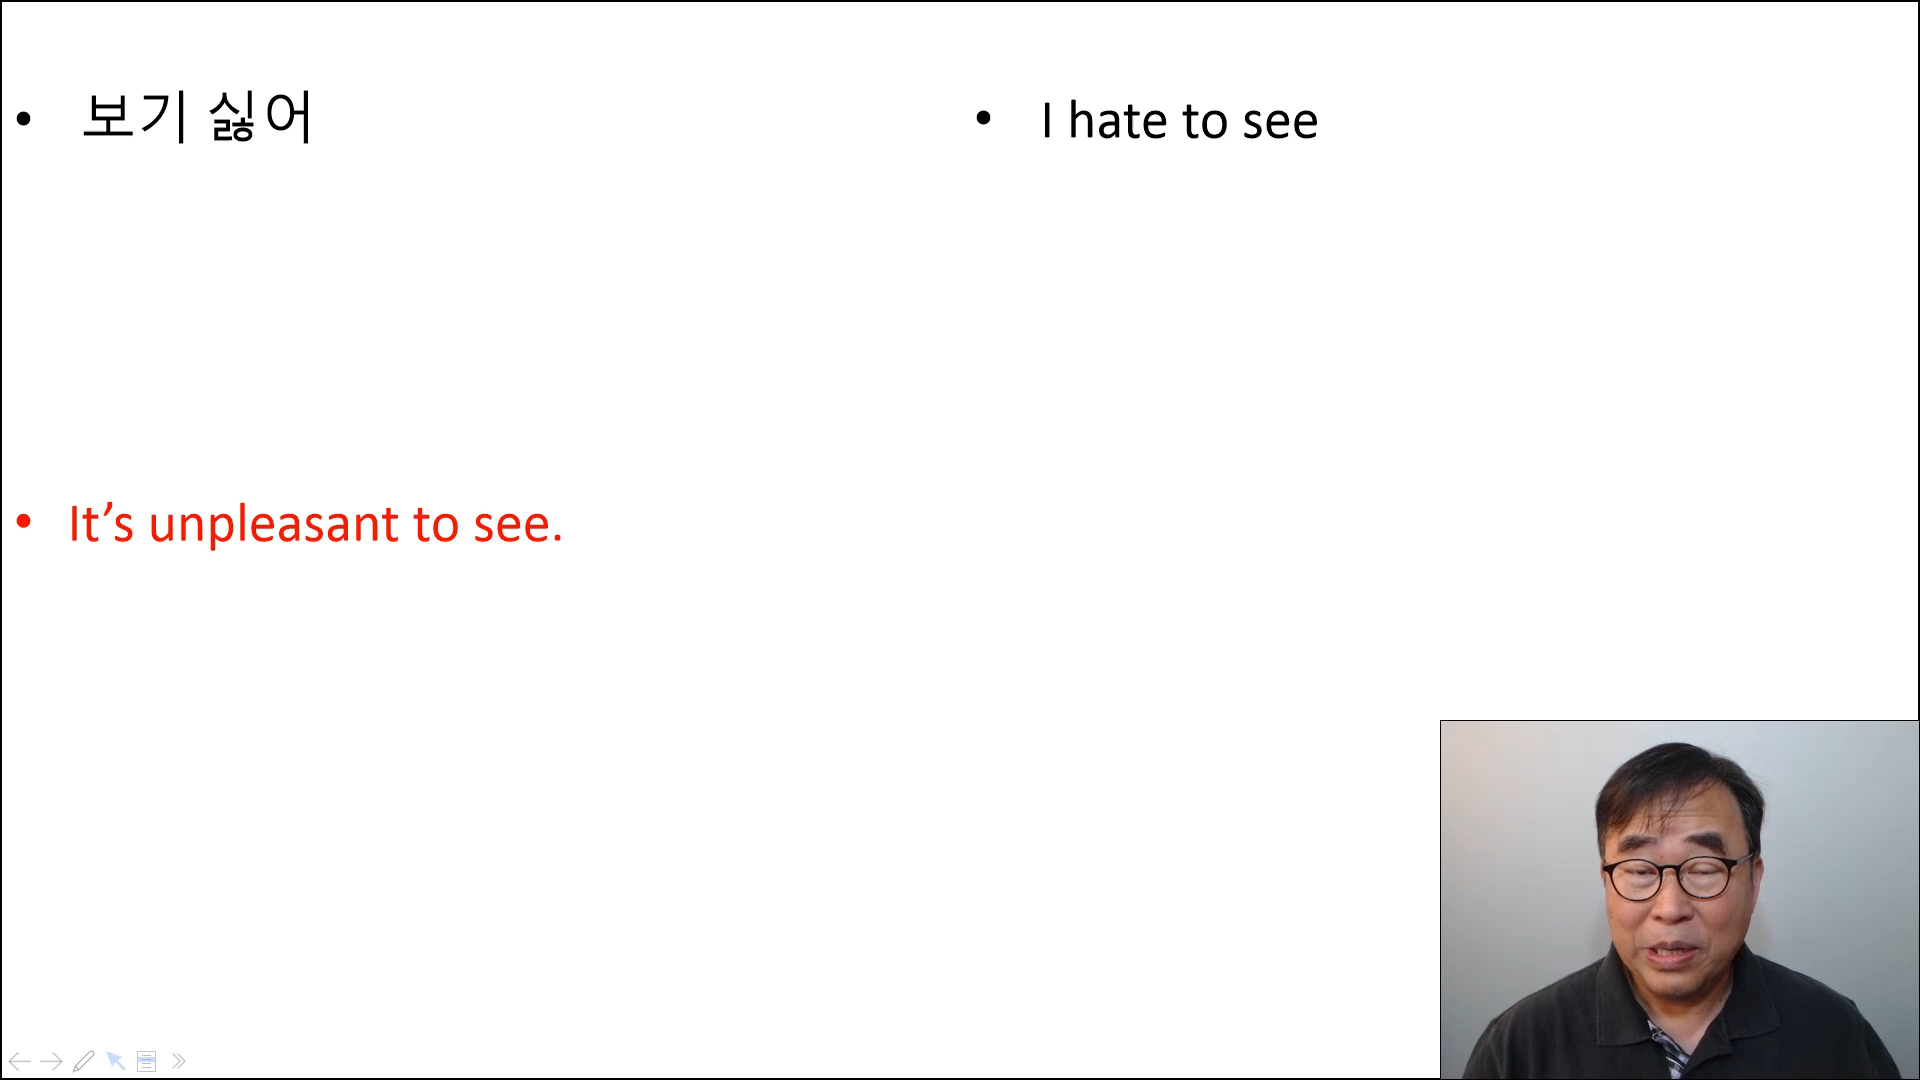 • 보기 싫어
• I hate to see
• It’s unpleasant to see.